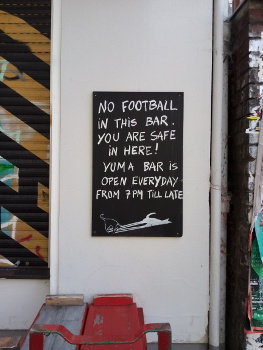 NO FOOTBALL
IN THIS BAR.
YOU ARE SAFE
IN HERE!
YUMA BAR IS
OPEN EVERYDAY
FROM 7PM TILL LATE